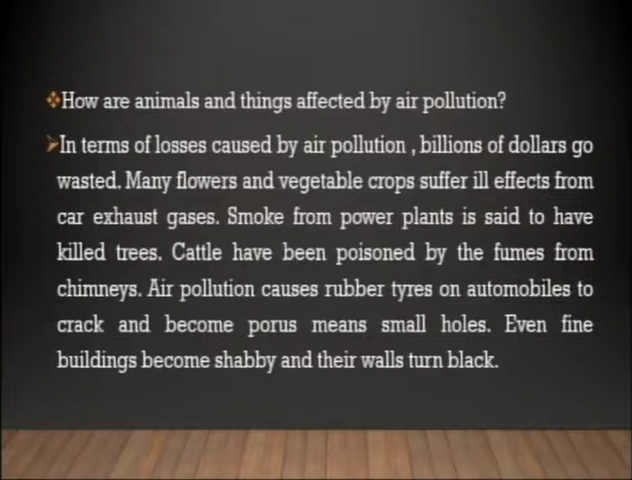 ❖How are animals and things affected by air pollution?
➤In terms of losses caused by air pollution , billions of dollars go
wasted. Many flowers and vegetable crops suffer ill effects from
car exhaust gases. Smoke from power plants is said to have
killed trees. Cattle have been poisoned by the fumes from
chimneys. Air pollution causes rubber tyres on automobiles to
crack and become porus means small holes. Even fine
buildings become shabby and their walls turn black.